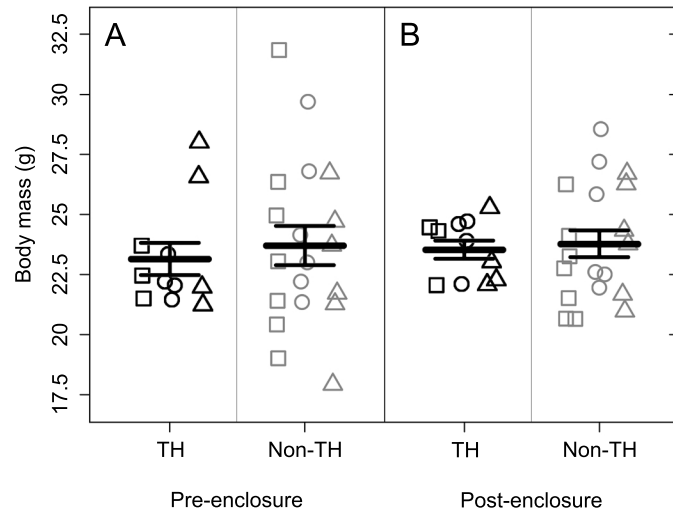 A
B
32.5
30
27.5
25
22.5
20
17.5
Body mass (g)
TH
Non-TH
TH
Non-TH
Pre-enclosure
Post-enclosure